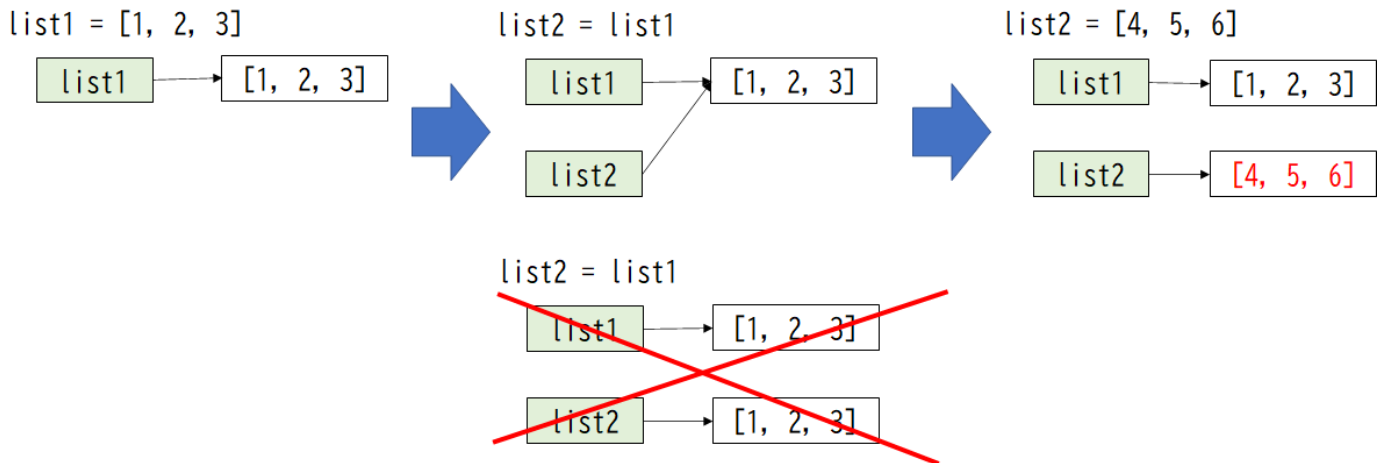 list1 = [1, 2, 3]
list1
[1, 2, 3]
list2 = list1
list1
[1, 2, 3]
list2
list2 = [4, 5, 6]
list1
[1, 2, 3]
list2
[4, 5, 6]
list2 = list1
list1
[1, 2, 3]
list2
[1, 2, 3]